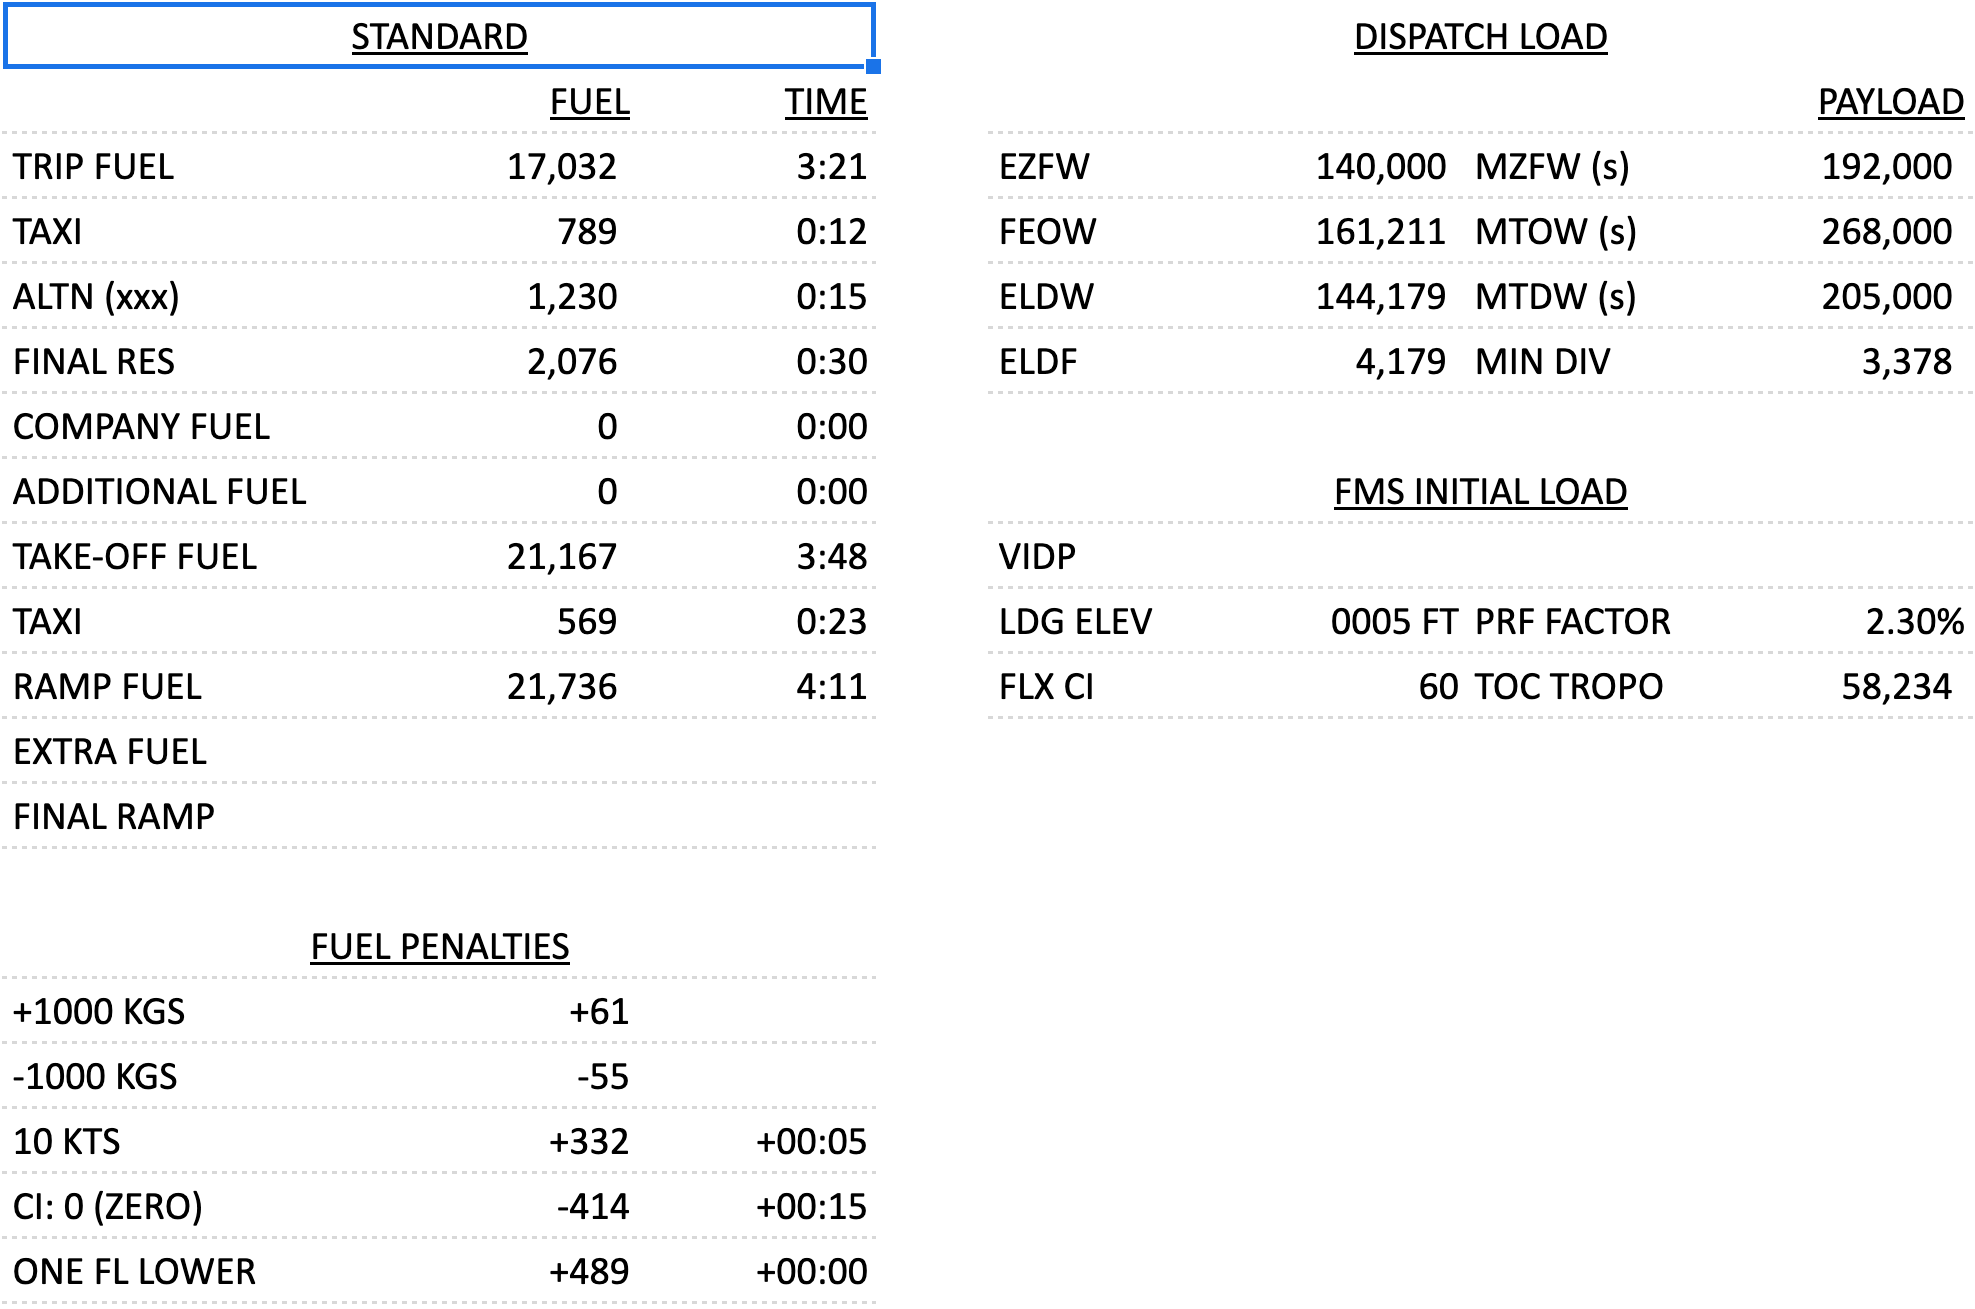 STANDARD
FUEL TIME
TRIP FUEL 17,032 3:21
TAXI 789 0:12
ALTN (xxx) 1,230 0:15
FINAL RES 2,076 0:30
COMPANY FUEL 0 0:00
ADDITIONAL FUEL 0 0:00
TAKE-OFF FUEL 21,167 3:48
TAXI 569 0:23
RAMP FUEL 21,736 4:11
EXTRA FUEL
FINAL RAMP
FUEL PENALTIES
+1000 KGS +61
-1000 KGS -55
10 KTS +332 +00:05
CI: 0 (ZERO) -414 +00:15
ONE FL LOWER +489 +00:00
DISPATCH LOAD
PAYLOAD
EZFW 140,000 MZFW (s) 192,000
FEOW 161,211 MTOW (s) 268,000
ELDW 144,179 MTDW (s) 205,000
ELDF 4,179 MIN DIV 3,378
FMS INITIAL LOAD
VIDP
LDG ELEV 0005 FT PRF FACTOR 2.30%
FLX CI 60 TOC TROPO 58,234